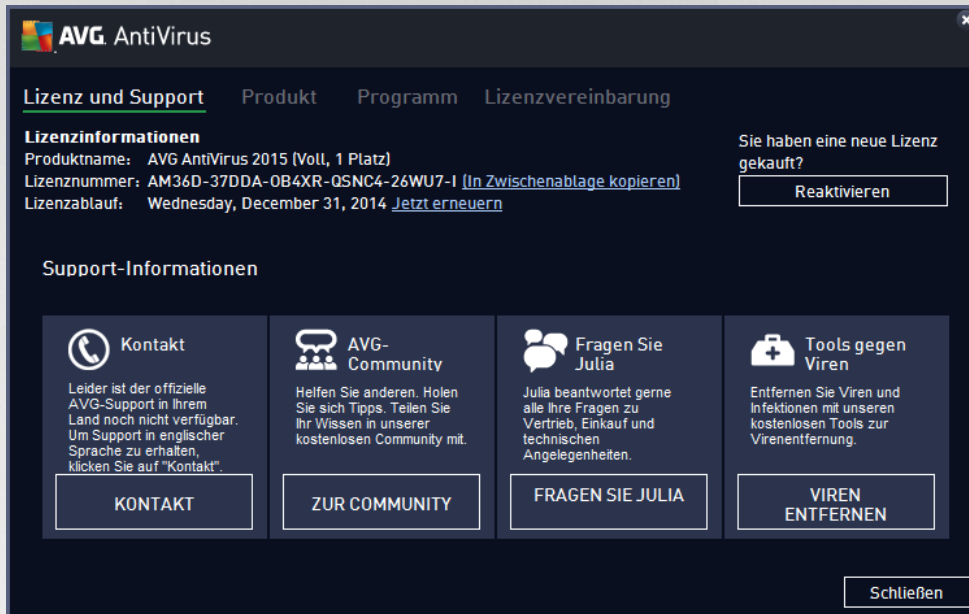 AVG AntiVirus
Lizenz und Support Produkt Programm Lizenzvereinbarung
Lizenzinformationen
Produktname: AVG AntiVirus 2015 (Voll, 1 Platz)
Lizenznummer: AM36D-37DDA-OB4XR-QSNC4-26WU7-I (In Zwischenablage kopieren)
Lizenzablauf: Wednesday, December 31, 2014 Jetzt erneuern
Sie haben eine neue Lizenz
gekauft?
Reaktivieren
Support-Informationen
Kontakt
Leider ist der offizielle
AVG-Support in Ihrem
Land noch nicht verfügbar.
Um Support in englischer
Sprache zu erhalten,
klicken Sie auf "Kontakt".
KONTAKT
AVG-
Community
Helfen Sie anderen. Holen
Sie sich Tipps. Teilen Sie
Ihr Wissen in unserer
kostenlosen Community mit.
ZUR COMMUNITY
Fragen Sie
Julia
Julia beantwortet gerne
alle Ihre Fragen zu
Vertrieb, Einkauf und
technischen
Angelegenheiten.
FRAGEN SIE JULIA
Tools gegen
Viren
Entfernen Sie Viren und
Infektionen mit unseren
kostenlosen Tools zur
Virenentfernung.
VIREN
ENTFERNEN
Schließen